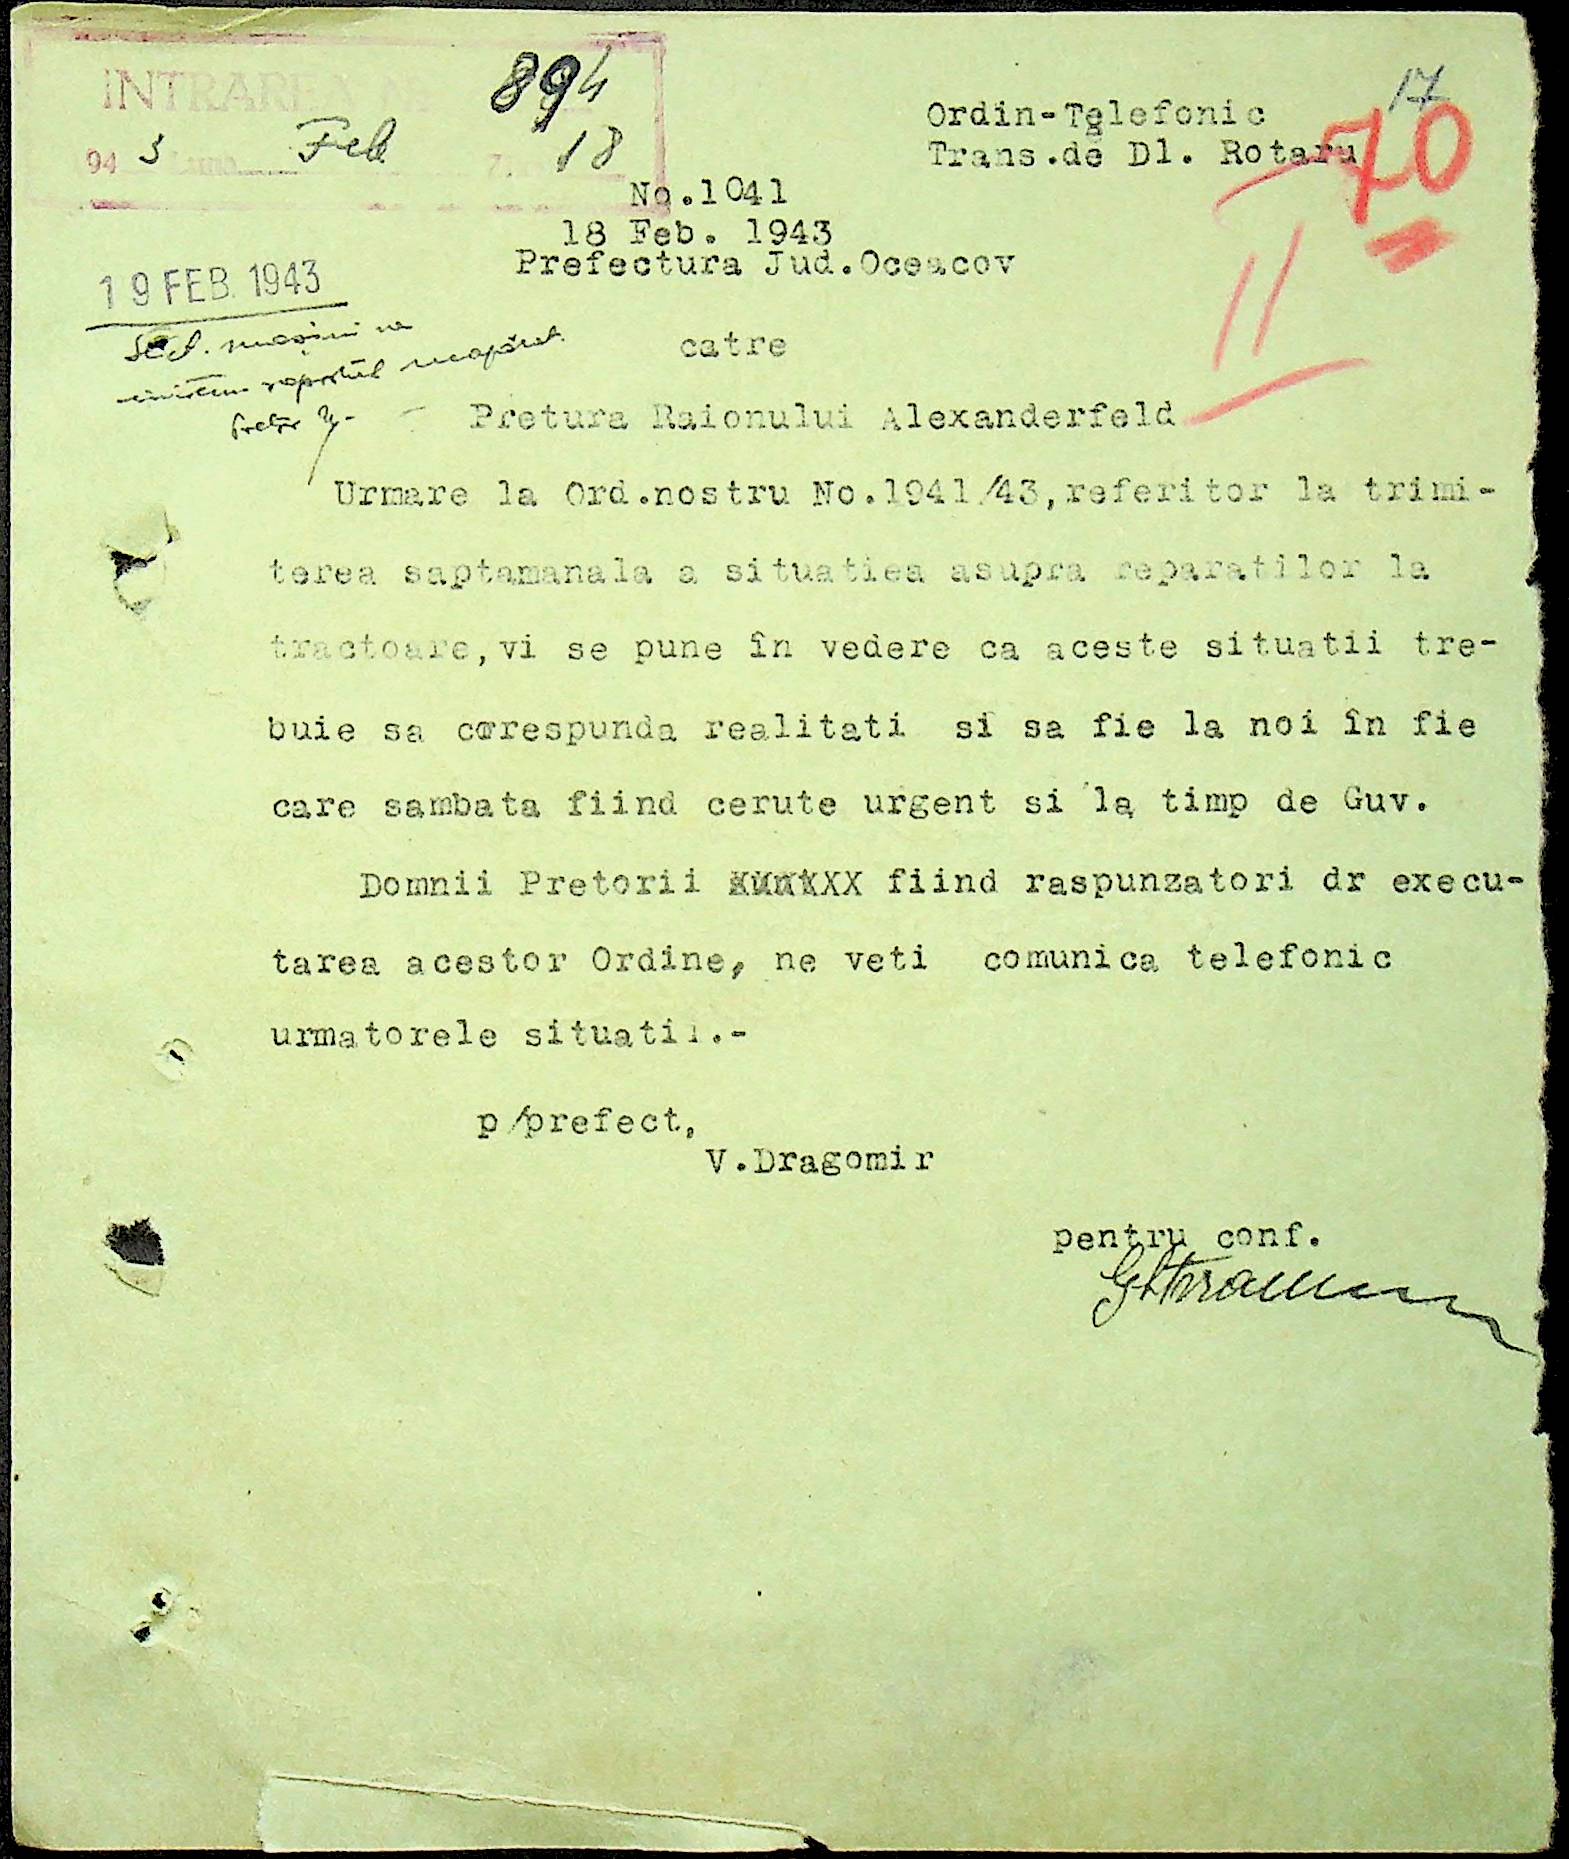 INTRAREA No. 894
943 Luna Feb. Z. 18
17
Ordin-Telefonic
70
Trans.de Dl. Rotaru
No.1041
18 Feb. 1943
Prefectura Jud.Oceacov
19 FEB. 1943
11
catre
Pretura Raionului Alexanderfeld
Urmare la Ord.nostru No.1941/43,referitor la trimi-
terea saptamanala a situatiea asupra reparatilor la
tractoare,vi se pune în vedere ca aceste situatii tre-
buie sa corespunda realitati si sa fie la noi în fie
care sambata fiind cerute urgent si la timp de Guv.
Domnii Pretorii fiind raspunzatori dr execu-
tarea acestor Ordine, ne veti comunica telefonic
urmatorele situatii.-
p/prefect,
V.Dragomir
pentru conf.